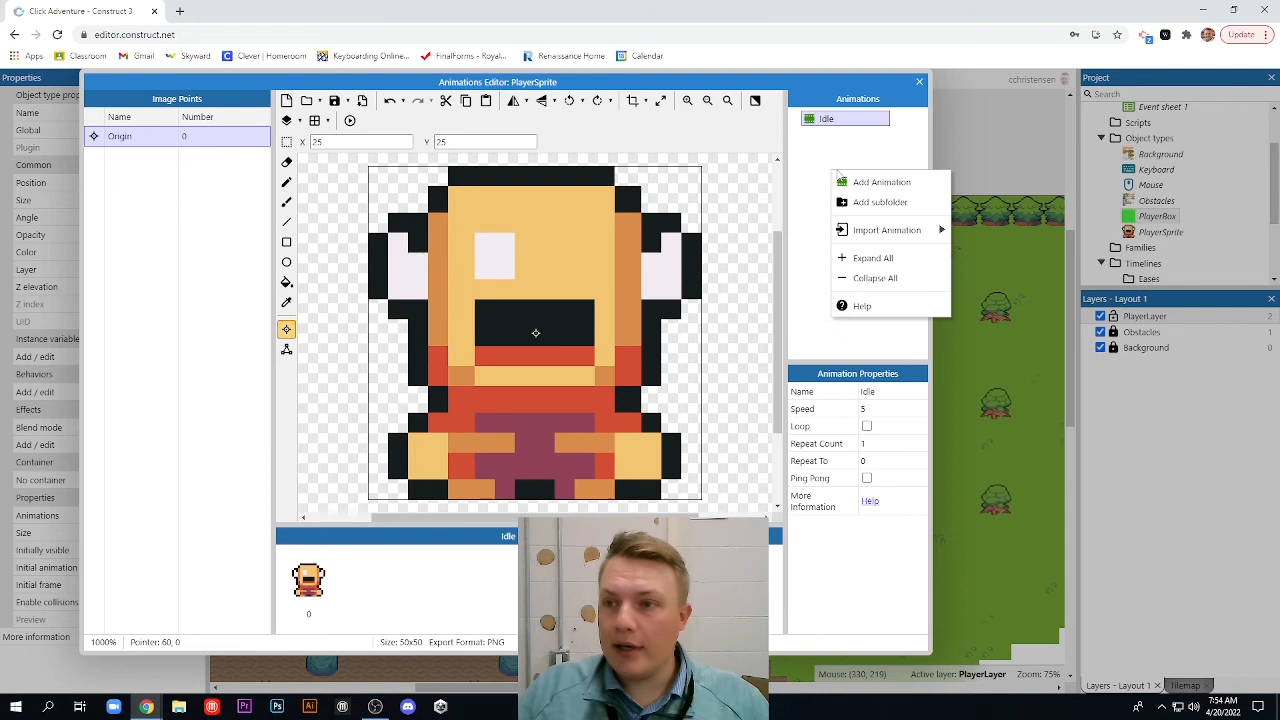 Click Adventure - Construct 3
editor.construct.net
Update
Apps Classroom Gmail Skyward Clever | Homeroom Keyboarding Online... FinalForms - Royal... Renaissance Home Calendar
Properties
Object type prop
Name
Global
Plugin
Common
Position
Size
Angle
Opacity
Color
Layer
Z elevation
Z index
UID
Instance variable
Add / edit
Behaviors
Add / edit
Effects
Blend mode
Add / edit
Container
No container
Properties
Animations
Size
Initially visible
Initial animation
Initial frame
Enable collisions
Preview
More information
Animations Editor: PlayerSprite
Image Points
Name Number
Origin 0
X 25 Y 25
Idle
0
1000% Pointer: 60, 0 Size: 50x50 Export Format: PNG
Animations
Idle
Add Animation
Add subfolder
Import Animation
Expand All
Collapse All
Help
Animation Properties
Name Idle
Speed 5
Loop
Repeat Count 1
Repeat To 0
Ping Pong
More Information Help
cchristensen
Project
Search
Event sheet 1
Scripts
Object types
Background
Keyboard
Mouse
Obstacles
PlayerBox
PlayerSprite
Families
Timelines
Eases
Layers - Layout 1
PlayerLayer 2
Obstacles 1
Background 0
Mouse: (330, 219) Active layer: PlayerLayer Zoom: 75%
Layers - Layout 1 Tilemap
7:54 AM
4/20/2022